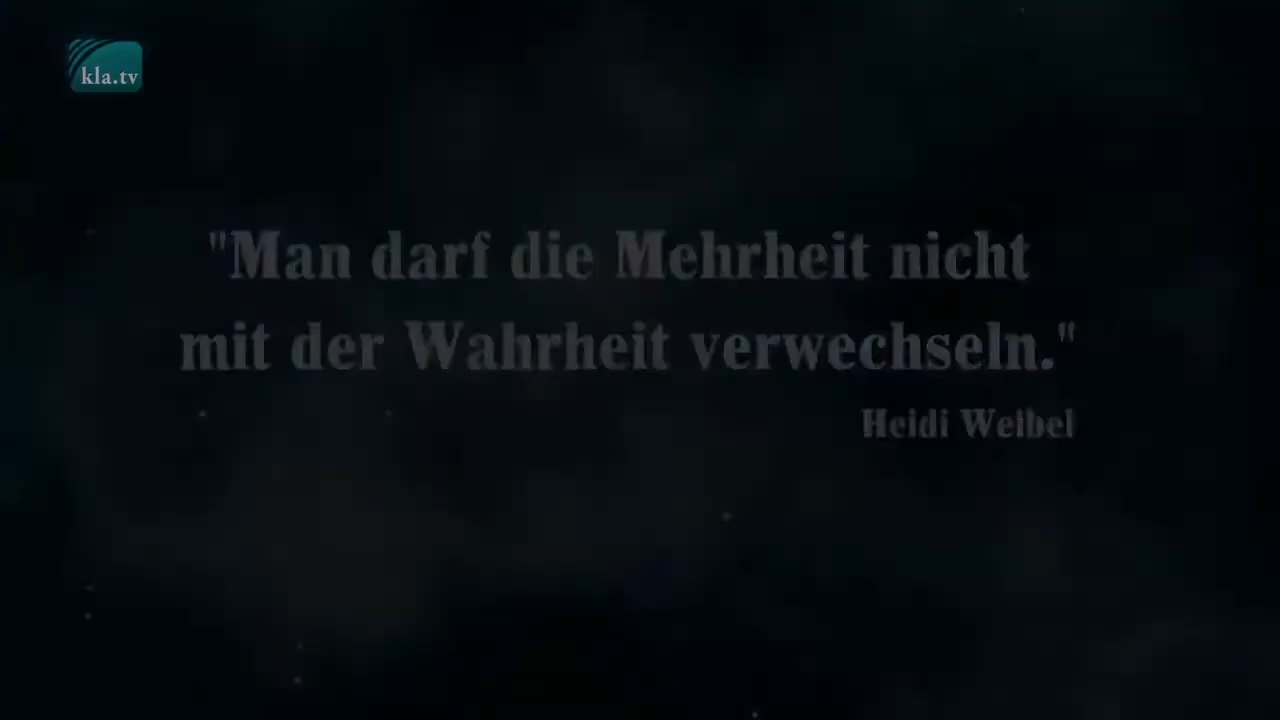 kla.tv
"Man darf die Mehrheit nicht
mit der Wahrheit verwechseln."
Heidi Weibel